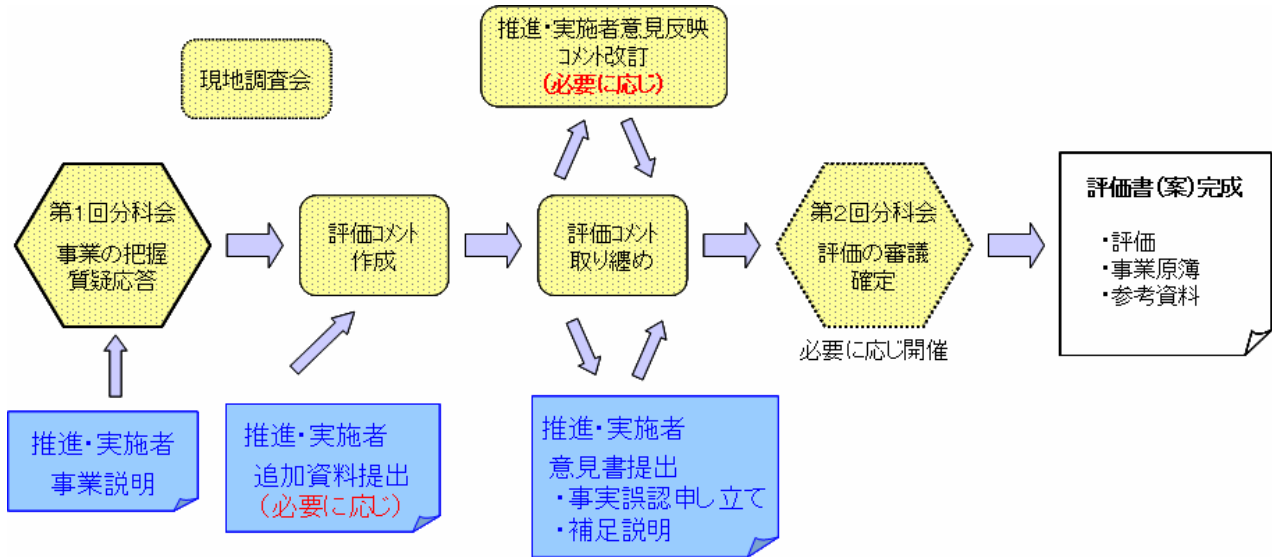 現地調査会
推進・実施者意見反映
コメント改訂
(必要に応じ)
第1回分科会
事業の把握
質疑応答
評価コメント
作成
評価コメント
取り纏め
第2回分科会
評価の審議
確定
必要に応じ開催
評価書(案)完成
・評価
・事業原簿
・参考資料
推進・実施者
事業説明
推進・実施者
追加資料提出
(必要に応じ)
推進・実施者
意見書提出
・事実誤認申し立て
・補足説明